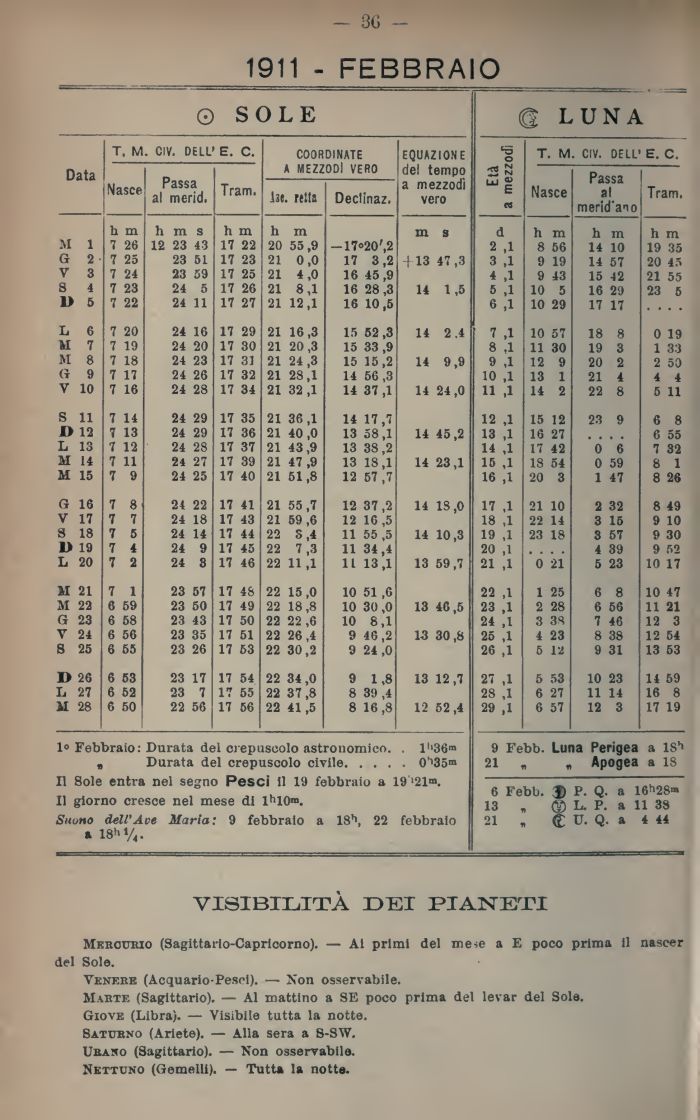 — 36 —
1911 - FEBBRAIO
☉ SOLE
☾ LUNA
Data
T. M. CIV. DELL' E. C.
COORDINATE A MEZZODÌ VERO
EQUAZIONE del tempo a mezzodì vero
Età a mezzodì
T. M. CIV. DELL' E. C.
Nasce Passa al merid. Tram. Asc. retta Declinaz. Nasce Passa al meridiano Tram.
h m h m s h m h m m s d h m h m h m
M 1 7 26 12 23 43 17 22 20 55,9 —17°20',2 2,1 8 56 14 10 19 35
G 2 7 25 23 51 17 23 21 0,0 17 3,2 +13 47,3 3,1 9 19 14 57 20 45
V 3 7 24 23 59 17 25 21 4,0 16 45,9 4,1 9 43 15 42 21 55
S 4 7 23 24 5 17 26 21 8,1 16 28,3 14 1,5 5,1 10 5 16 29 23 5
D 5 7 22 24 11 17 27 21 12,1 16 10,5 6,1 10 29 17 17 . . . .
L 6 7 20 24 16 17 29 21 16,3 15 52,3 14 2.4 7,1 10 57 18 8 0 19
M 7 7 19 24 20 17 30 21 20,3 15 33,9 8,1 11 30 19 3 1 33
M 8 7 18 24 23 17 31 21 24,3 15 15,2 14 9,9 9,1 12 9 20 2 2 50
G 9 7 17 24 26 17 32 21 28,1 14 56,3 10,1 13 1 21 4 4 4
V 10 7 16 24 28 17 34 21 32,1 14 37,1 14 24,0 11,1 14 2 22 8 5 11
S 11 7 14 24 29 17 35 21 36,1 14 17,7 12,1 15 12 23 9 6 8
D 12 7 13 24 29 17 36 21 40,0 13 58,1 14 45,2 13,1 16 27 . . . . 6 55
L 13 7 12 24 28 17 37 21 43,9 13 38,2 14,1 17 42 0 6 7 32
M 14 7 11 24 27 17 39 21 47,9 13 18,1 14 23,1 15,1 18 54 0 59 8 1
M 15 7 9 24 25 17 40 21 51,8 12 57,7 16,1 20 3 1 47 8 26
G 16 7 8 24 22 17 41 21 55,7 12 37,2 14 18,0 17,1 21 10 2 32 8 49
V 17 7 7 24 18 17 43 21 59,6 12 16,5 18,1 22 14 3 15 9 10
S 18 7 5 24 14 17 44 22 3,4 11 55,5 14 10,3 19,1 23 18 3 57 9 30
D 19 7 4 24 9 17 45 22 7,3 11 34,4 20,1 . . . . 4 39 9 52
L 20 7 2 24 3 17 46 22 11,1 11 13,1 13 59,7 21,1 0 21 5 23 10 17
M 21 7 1 23 57 17 48 22 15,0 10 51,6 22,1 1 25 6 8 10 47
M 22 6 59 23 50 17 49 22 18,8 10 30,0 13 46,5 23,1 2 28 6 56 11 21
G 23 6 58 23 43 17 50 22 22,6 10 8,1 24,1 3 38 7 46 12 3
V 24 6 56 23 35 17 51 22 26,4 9 46,2 13 30,8 25,1 4 23 8 38 12 54
S 25 6 55 23 26 17 53 22 30,2 9 24,0 26,1 5 12 9 31 13 53
D 26 6 53 23 17 17 54 22 34,0 9 1,8 13 12,7 27,1 5 53 10 23 14 59
L 27 6 52 23 7 17 55 22 37,8 8 39,4 28,1 6 27 11 14 16 8
M 28 6 50 22 56 17 56 22 41,5 8 16,8 12 52,4 29,1 6 57 12 3 17 19
1º Febbraio: Durata del crepuscolo astronomico. . 1h36m
„ Durata del crepuscolo civile. . . . . 0h35m
Il Sole entra nel segno Pesci il 19 febbraio a 19h21m.
Il giorno cresce nel mese di 1h10m.
Suono dell'Ave Maria: 9 febbraio a 18h, 22 febbraio
a 18h ¼.
9 Febb. Luna Perigea a 18h
21 „ „ Apogea a 18
6 Febb. P. Q. a 16h28m
13 „ L. P. a 11 38
21 „ U. Q. a 4 44
VISIBILITÀ DEI PIANETI
MERCURIO (Sagittario-Capricorno). — Ai primi del mese a E poco prima il nascer
del Sole.
VENERE (Acquario-Pesci). — Non osservabile.
MARTE (Sagittario). — Al mattino a SE poco prima del levar del Sole.
GIOVE (Libra). — Visibile tutta la notte.
SATURNO (Ariete). — Alla sera a S-SW.
URANO (Sagittario). — Non osservabile.
NETTUNO (Gemelli). — Tutta la notte.